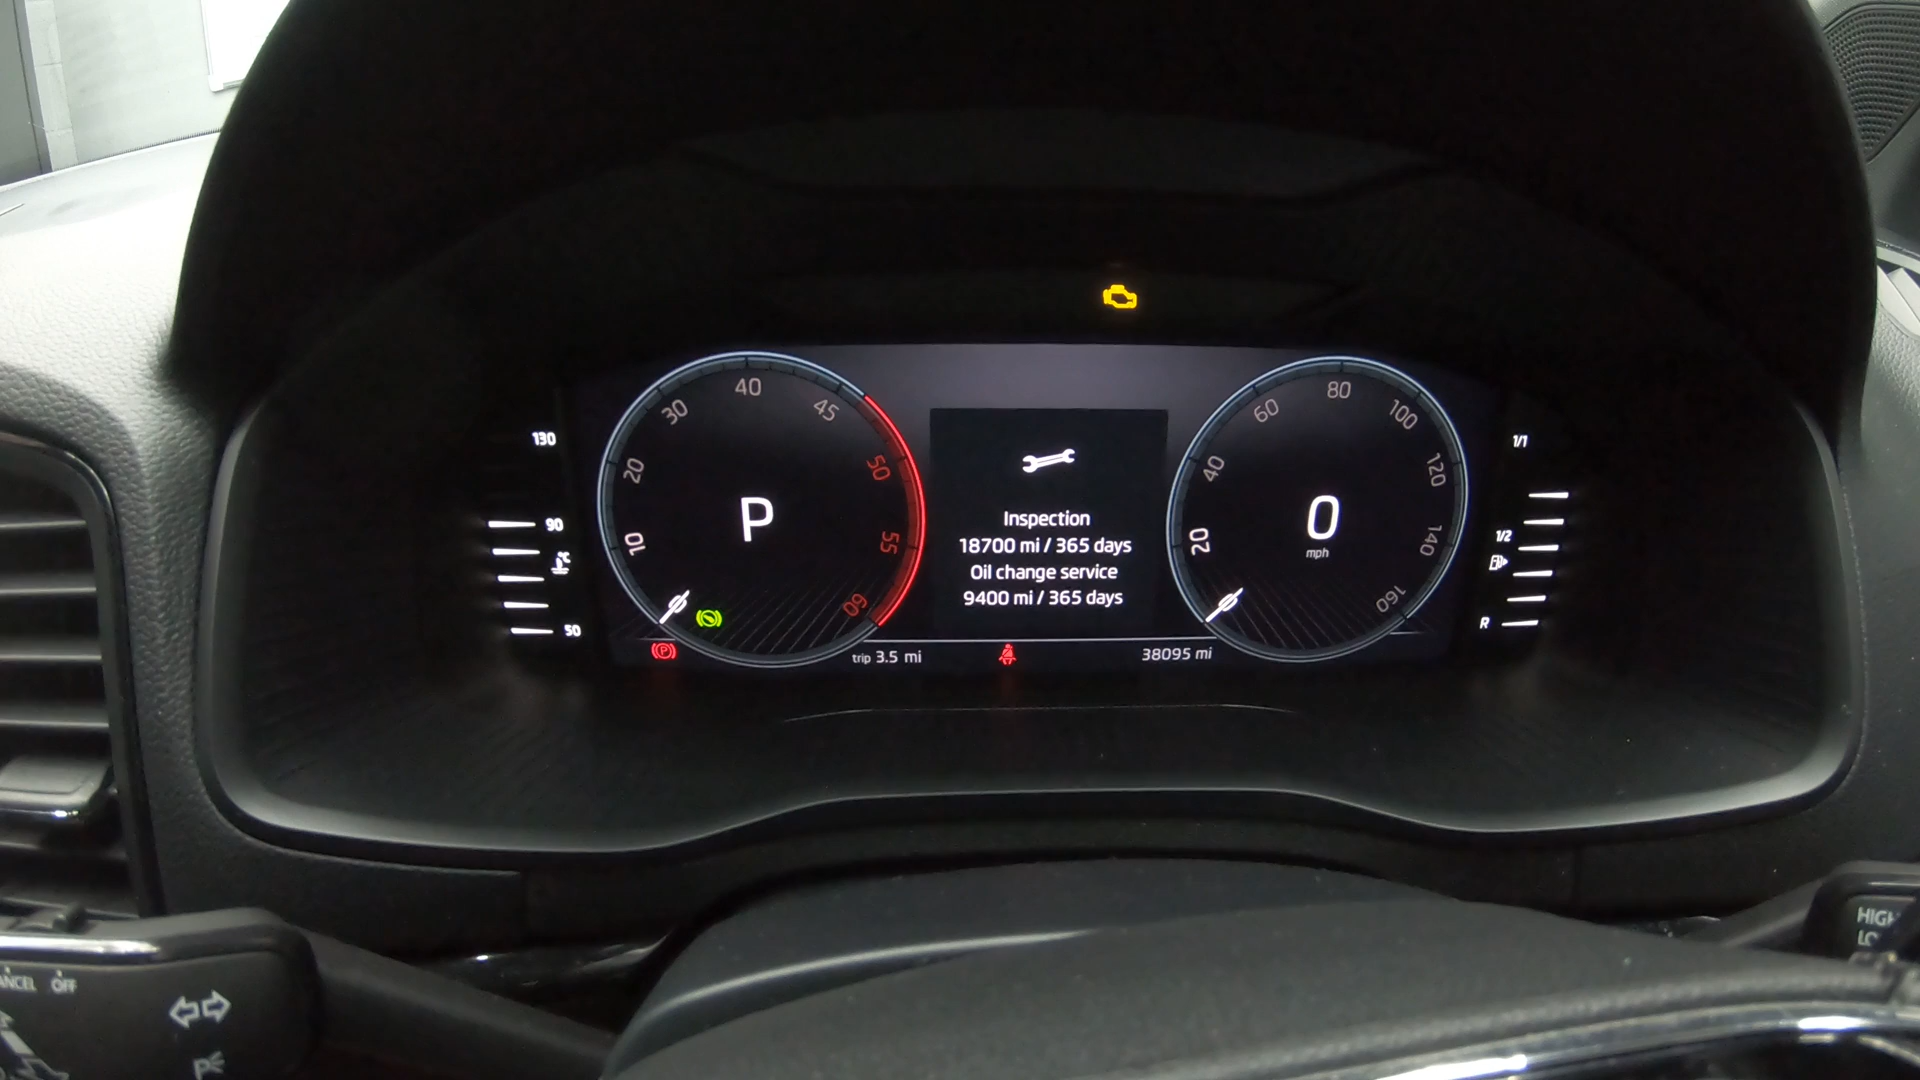 130
90
°C
50
10
20
30
40
45
50
55
60
P
Inspection
18700 mi / 365 days
Oil change service
9400 mi / 365 days
20
40
60
80
100
120
140
160
0
mph
1/1
1/2
R
(P)
trip 3.5 mi
38095 mi
OFF
P
HIGH